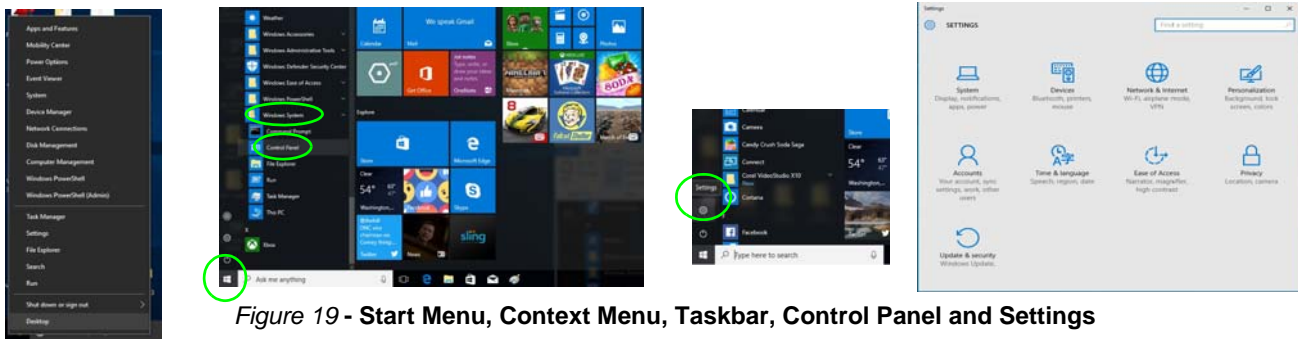 Apps and Features
Mobility Center
Power Options
Event Viewer
System
Device Manager
Network Connections
Disk Management
Computer Management
Windows PowerShell
Windows PowerShell (Admin)
Task Manager
Settings
File Explorer
Search
Run
Shut down or sign out
Desktop
Weather
Windows Accessories
Windows Administrative Tools
Windows Defender Security Center
Windows Ease of Access
Windows PowerShell
Windows System
Command Prompt
Control Panel
File Explorer
Run
Task Manager
This PC
X
Xbox
Ask me anything
Calendar
We speak Gmail
Mail
Get Office
OneNote
Explore
Store
Microsoft Edge
Clear
54°
Washington,...
Facebook
Skype
Twitter
News
sling
Store
Photos
SODA
8
Camera
Candy Crush Soda Saga
Connect
Corel VideoStudio X10
New
Cortana
Facebook
Settings
Type here to search
Store
Clear
54°
Washington,...
Twitter
Settings
SETTINGS
Find a setting
System
Display, notifications,
apps, power
Devices
Bluetooth, printers,
mouse
Network & Internet
Wi-Fi, airplane mode,
VPN
Personalization
Background, lock
screen, colors
Accounts
Your account, sync
settings, work, other
users
Time & language
Speech, region, date
Ease of Access
Narrator, magnifier,
high contrast
Privacy
Location, camera
Update & security
Windows Update,
Figure 19 - Start Menu, Context Menu, Taskbar, Control Panel and Settings